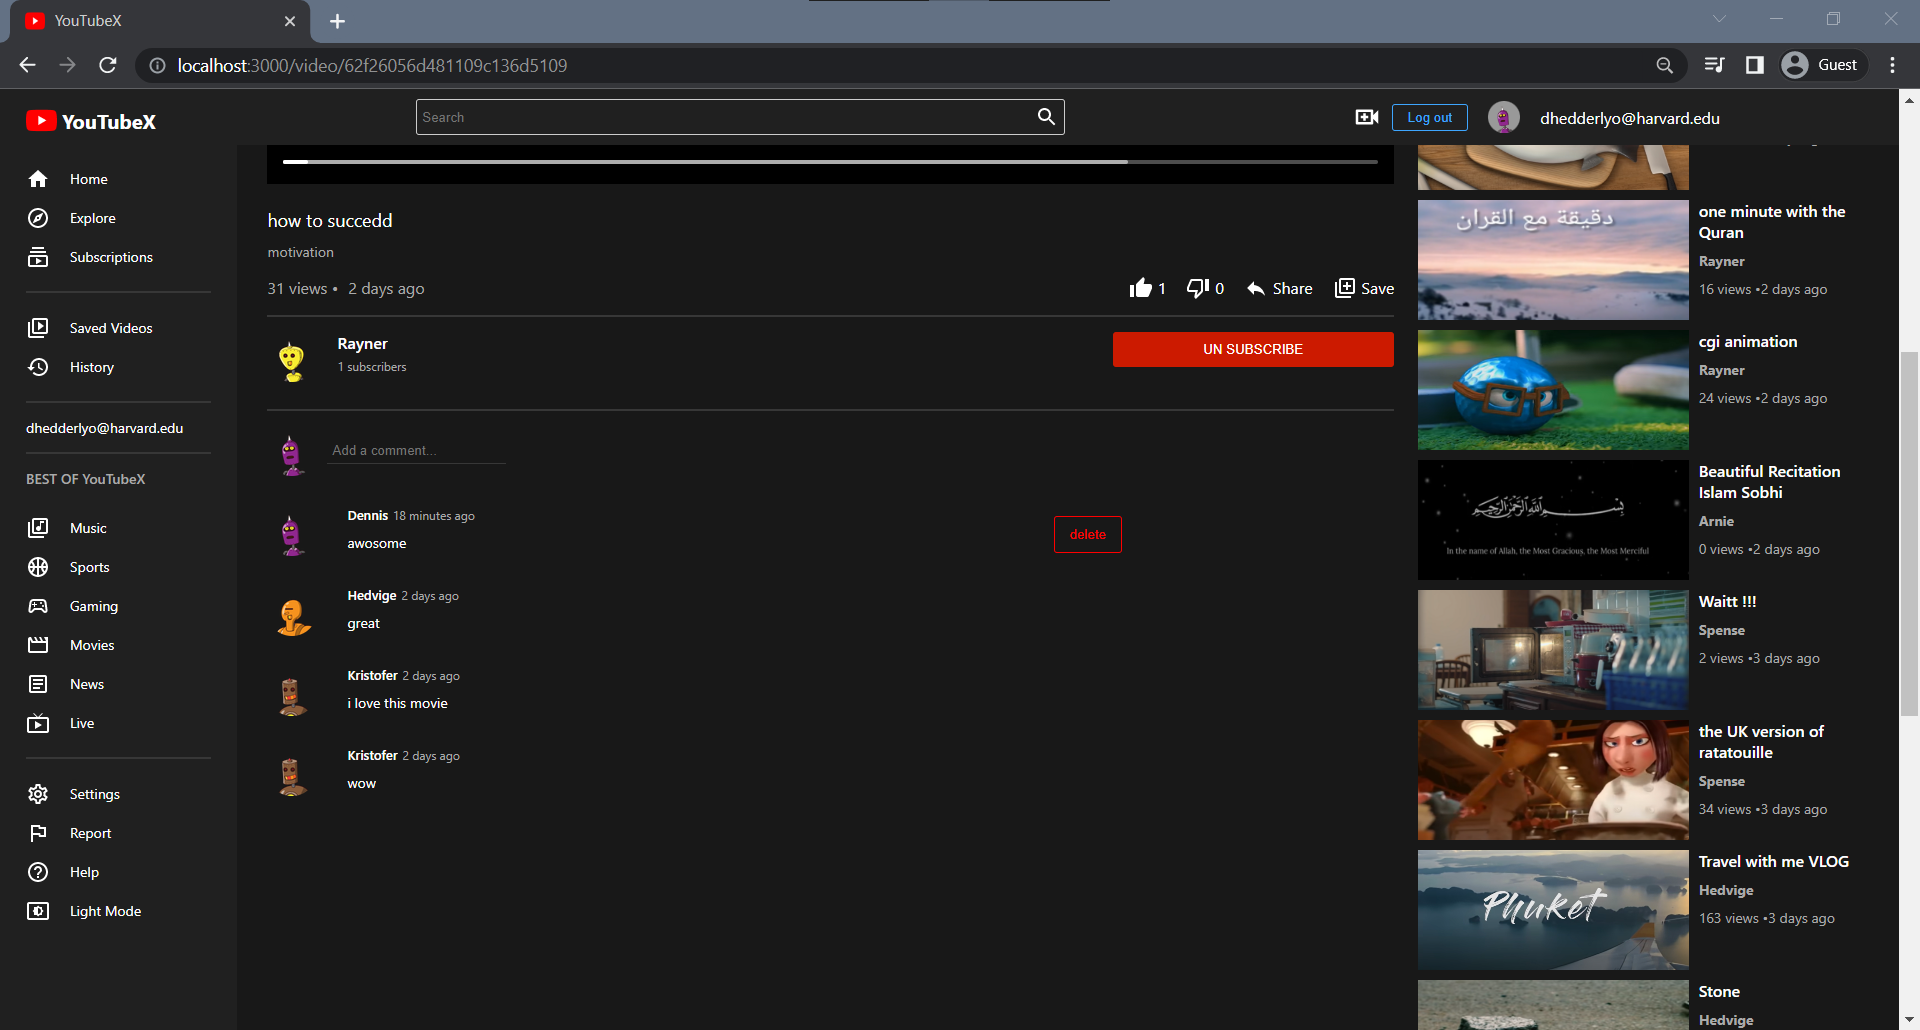 YouTubeX
localhost:3000/video/62f26056d481109c136d5109
Guest
YouTubeX
Search
Log out
dhedderlyo@harvard.edu
Home
Explore
Subscriptions
Saved Videos
History
dhedderlyo@harvard.edu
BEST OF YouTubeX
Music
Sports
Gaming
Movies
News
Live
Settings
Report
Help
Light Mode
how to succedd
motivation
31 views • 2 days ago
1
0
Share
Save
Rayner
1 subscribers
UN SUBSCRIBE
Add a comment...
Dennis 18 minutes ago
awosome
delete
Hedvige 2 days ago
great
Kristofer 2 days ago
i love this movie
Kristofer 2 days ago
wow
دقيقة مع القران
one minute with the
Quran
Rayner
16 views •2 days ago
cgi animation
Rayner
24 views •2 days ago
بسم الله الرحمن الرحيم
In the name of Allah, the Most Gracious, the Most Merciful
Beautiful Recitation
Islam Sobhi
Arnie
0 views •2 days ago
Waitt !!!
Spense
2 views •3 days ago
the UK version of
ratatouille
Spense
34 views •3 days ago
Phuket
Travel with me VLOG
Hedvige
163 views •3 days ago
Stone
Hedvige